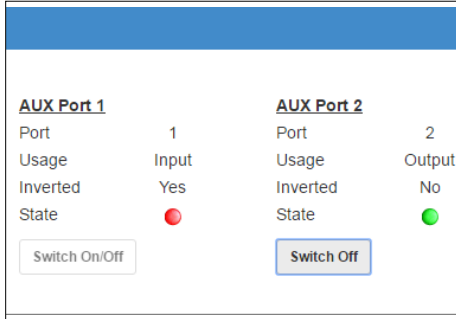 AUX Port 1
Port 1
Usage Input
Inverted Yes
State
Switch On/Off
AUX Port 2
Port 2
Usage Output
Inverted No
State
Switch Off